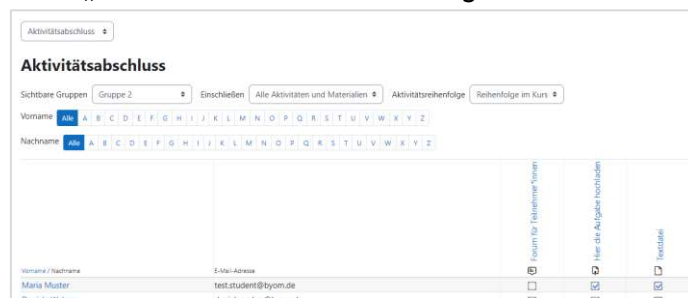 Aktivitätsabschluss
Aktivitätsabschluss
Sichtbare Gruppen Gruppe 2 Einschließen Alle Aktivitäten und Materialien Aktivitätsreihenfolge Reihenfolge im Kurs
Vorname Alle A B C D E F G H I J K L M N O P Q R S T U V W X Y Z
Nachname Alle A B C D E F G H I J K L M N O P Q R S T U V W X Y Z
Forum für Teilnehmer*innen
Hier die Aufgabe hochladen
Textdatei
Vorname / Nachname E-Mail-Adresse
Maria Muster test.student@byom.de